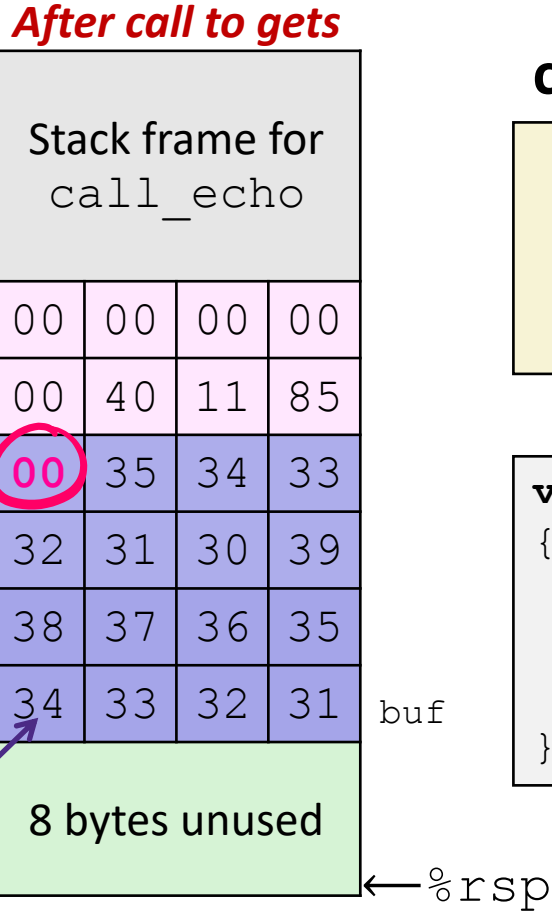 After call to gets
Stack frame for
call_echo
00 00 00 00
00 40 11 85
00 35 34 33
32 31 30 39
38 37 36 35
34 33 32 31 buf
8 bytes unused
←%rsp
{
}